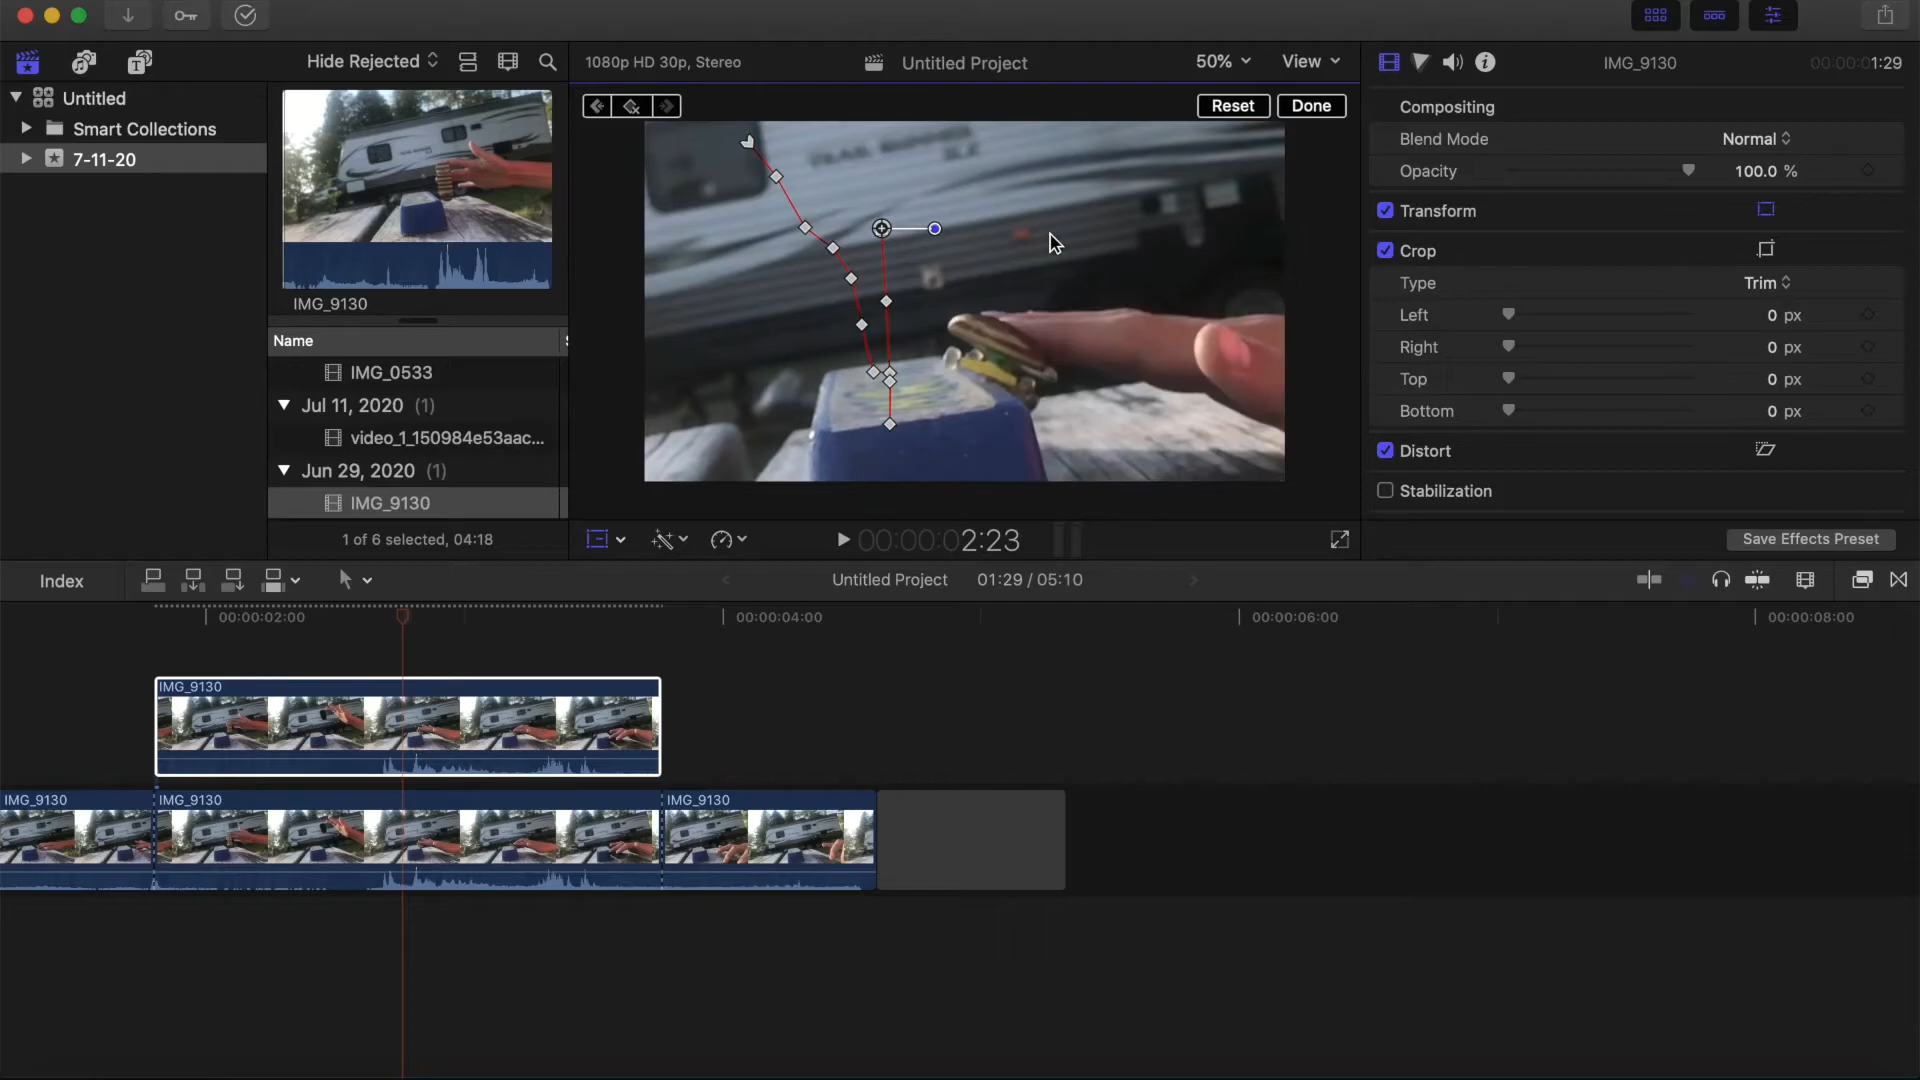 Hide Rejected
1080p HD 30p, Stereo
Untitled Project
50%
View
IMG_9130
00:00:01:29
Untitled
Smart Collections
7-11-20
IMG_9130
Name
IMG_0533
Jul 11, 2020 (1)
video_1_150984e53aac...
Jun 29, 2020 (1)
IMG_9130
1 of 6 selected, 04:18
Reset
Done
00:00:02:23
Compositing
Blend Mode
Normal
Opacity
100.0 %
Transform
Crop
Type
Trim
Left
0 px
Right
0 px
Top
0 px
Bottom
0 px
Distort
Stabilization
Save Effects Preset
Index
Untitled Project
01:29 / 05:10
00:00:02:00
00:00:04:00
00:00:06:00
00:00:08:00
IMG_9130
IMG_9130
IMG_9130
IMG_9130